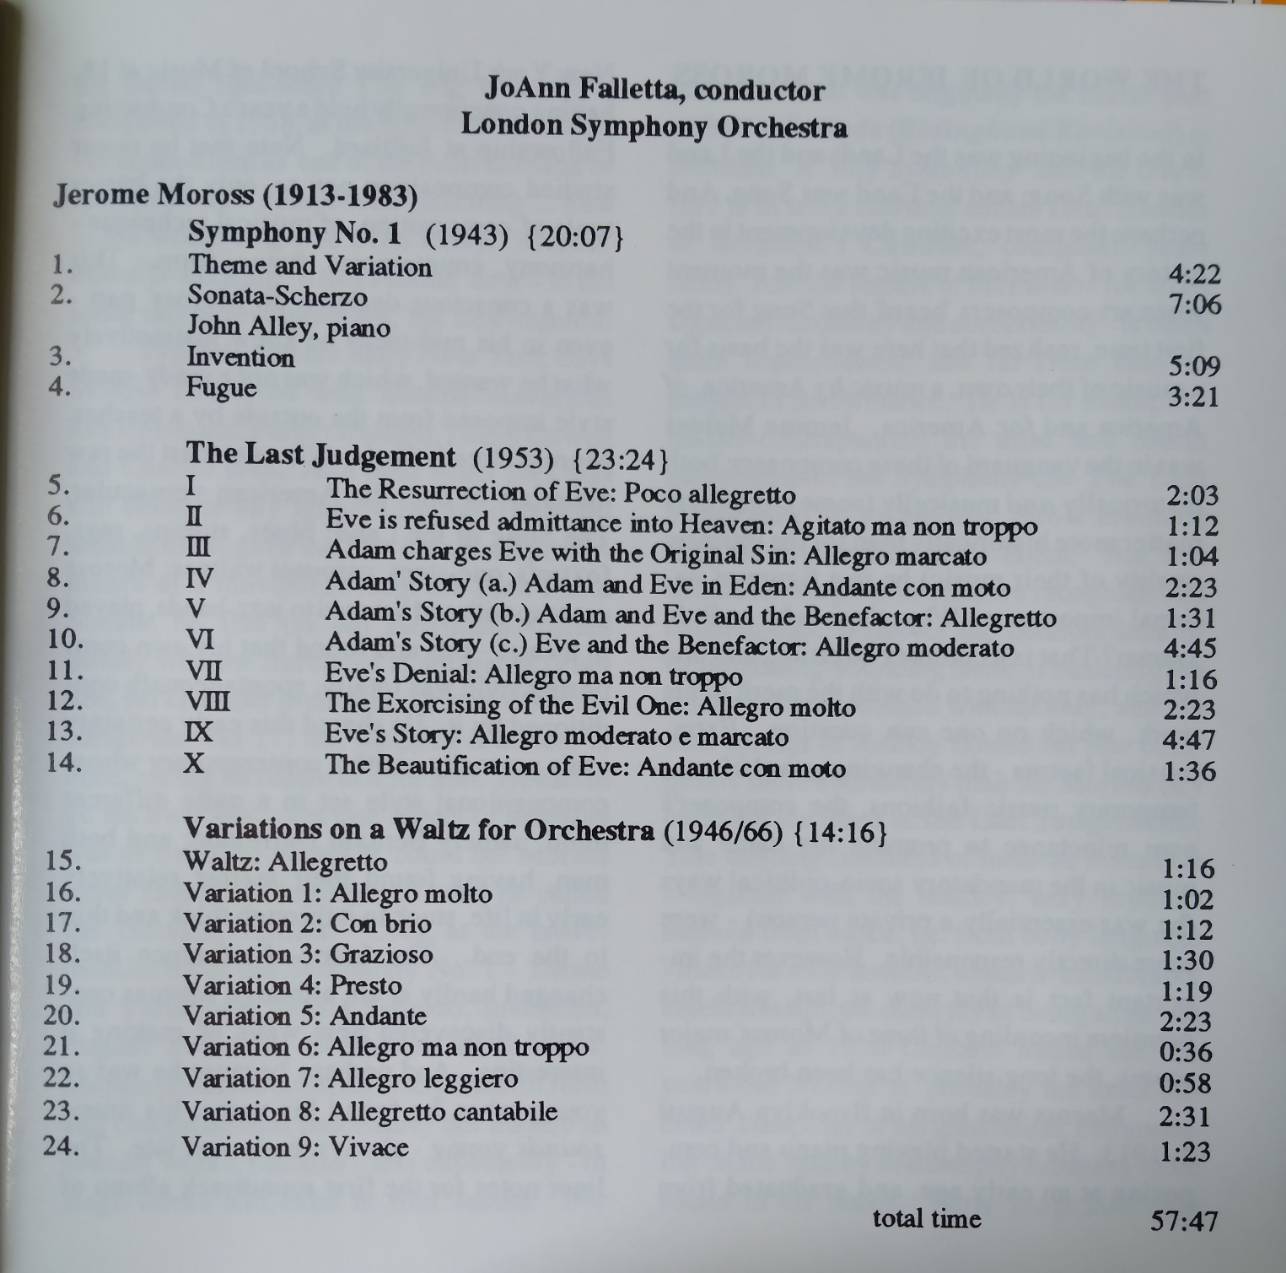 JoAnn Falletta, conductor
London Symphony Orchestra
Jerome Moross (1913-1983)
Symphony No. 1 (1943) {20:07}
1. Theme and Variation 4:22
2. Sonata-Scherzo 7:06
John Alley, piano
3. Invention 5:09
4. Fugue 3:21
The Last Judgement (1953) {23:24}
5. I The Resurrection of Eve: Poco allegretto 2:03
6. II Eve is refused admittance into Heaven: Agitato ma non troppo 1:12
7. III Adam charges Eve with the Original Sin: Allegro marcato 1:04
8. IV Adam' Story (a.) Adam and Eve in Eden: Andante con moto 2:23
9. V Adam's Story (b.) Adam and Eve and the Benefactor: Allegretto 1:31
10. VI Adam's Story (c.) Eve and the Benefactor: Allegro moderato 4:45
11. VII Eve's Denial: Allegro ma non troppo 1:16
12. VIII The Exorcising of the Evil One: Allegro molto 2:23
13. IX Eve's Story: Allegro moderato e marcato 4:47
14. X The Beautification of Eve: Andante con moto 1:36
Variations on a Waltz for Orchestra (1946/66) {14:16}
15. Waltz: Allegretto 1:16
16. Variation 1: Allegro molto 1:02
17. Variation 2: Con brio 1:12
18. Variation 3: Grazioso 1:30
19. Variation 4: Presto 1:19
20. Variation 5: Andante 2:23
21. Variation 6: Allegro ma non troppo 0:36
22. Variation 7: Allegro leggiero 0:58
23. Variation 8: Allegretto cantabile 2:31
24. Variation 9: Vivace 1:23
total time 57:47